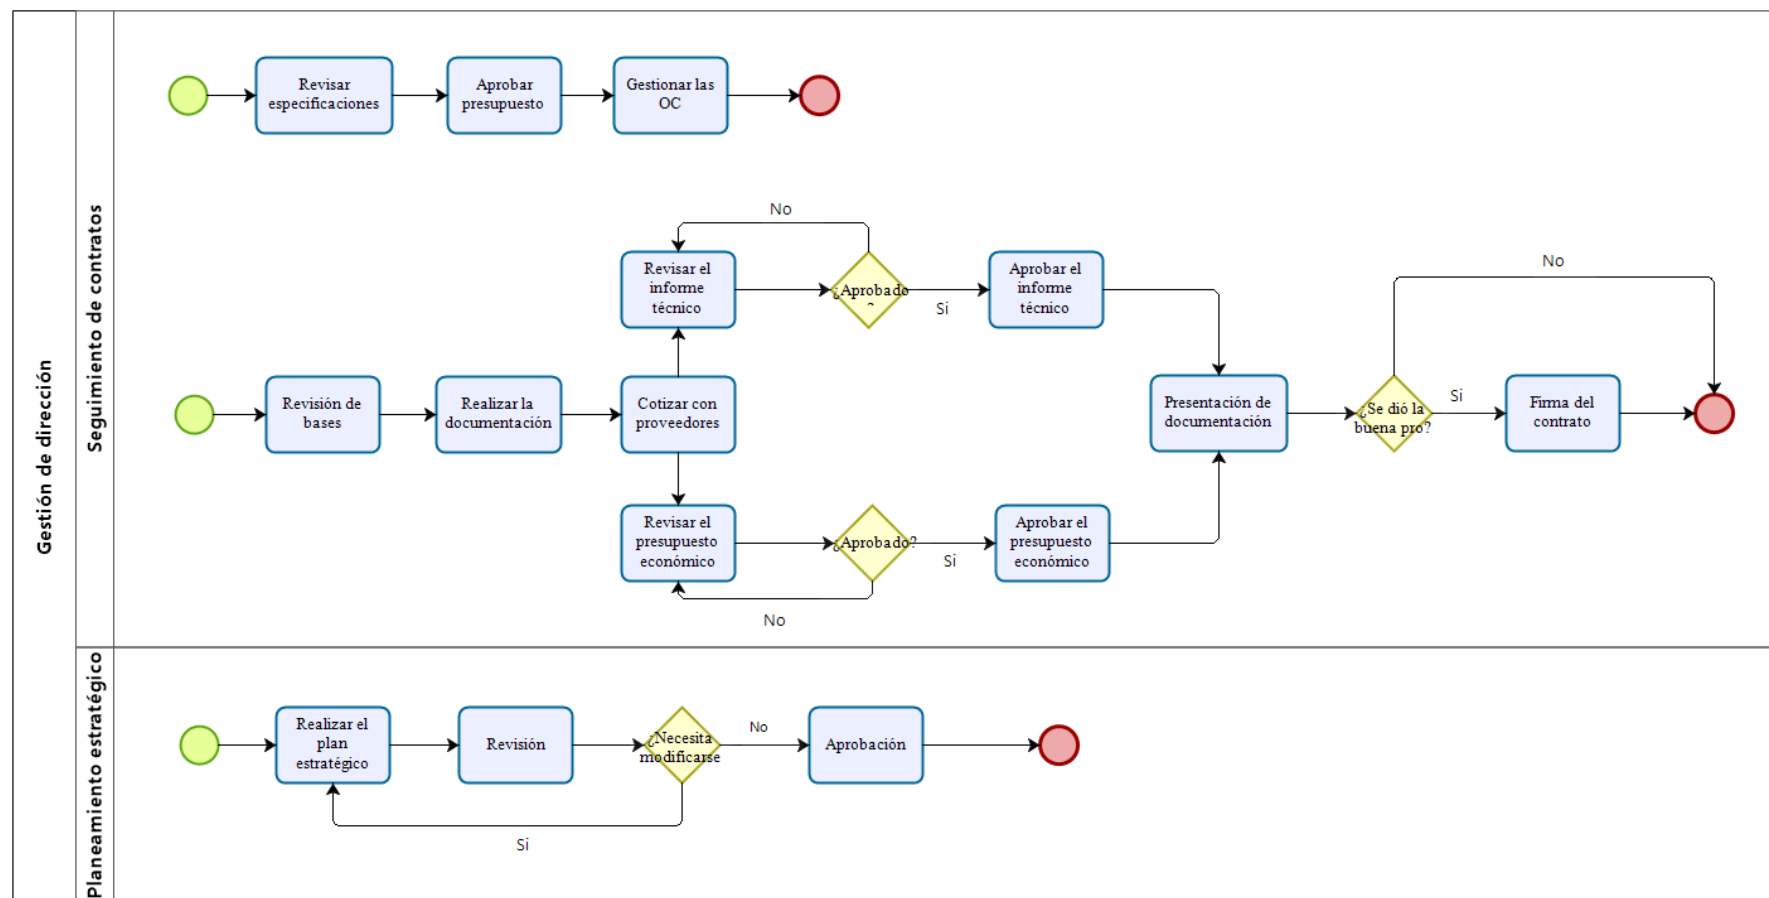 Gestión de dirección
Seguimiento de contratos
Revisar
especificaciones
Aprobar
presupuesto
Gestionar las
OC
No
Revisar el
informe
técnico
¿Aprobado
?
Si
Aprobar el
informe
técnico
No
Revisión de
bases
Realizar la
documentación
Cotizar con
proveedores
Presentación de
documentación
¿Se dió la
buena pro?
Si
Firma del
contrato
Revisar el
presupuesto
económico
¿Aprobado?
Si
Aprobar el
presupuesto
económico
No
Planeamiento estratégico
Realizar el
plan
estratégico
Revisión
¿Necesita
modificarse
No
Aprobación
Si